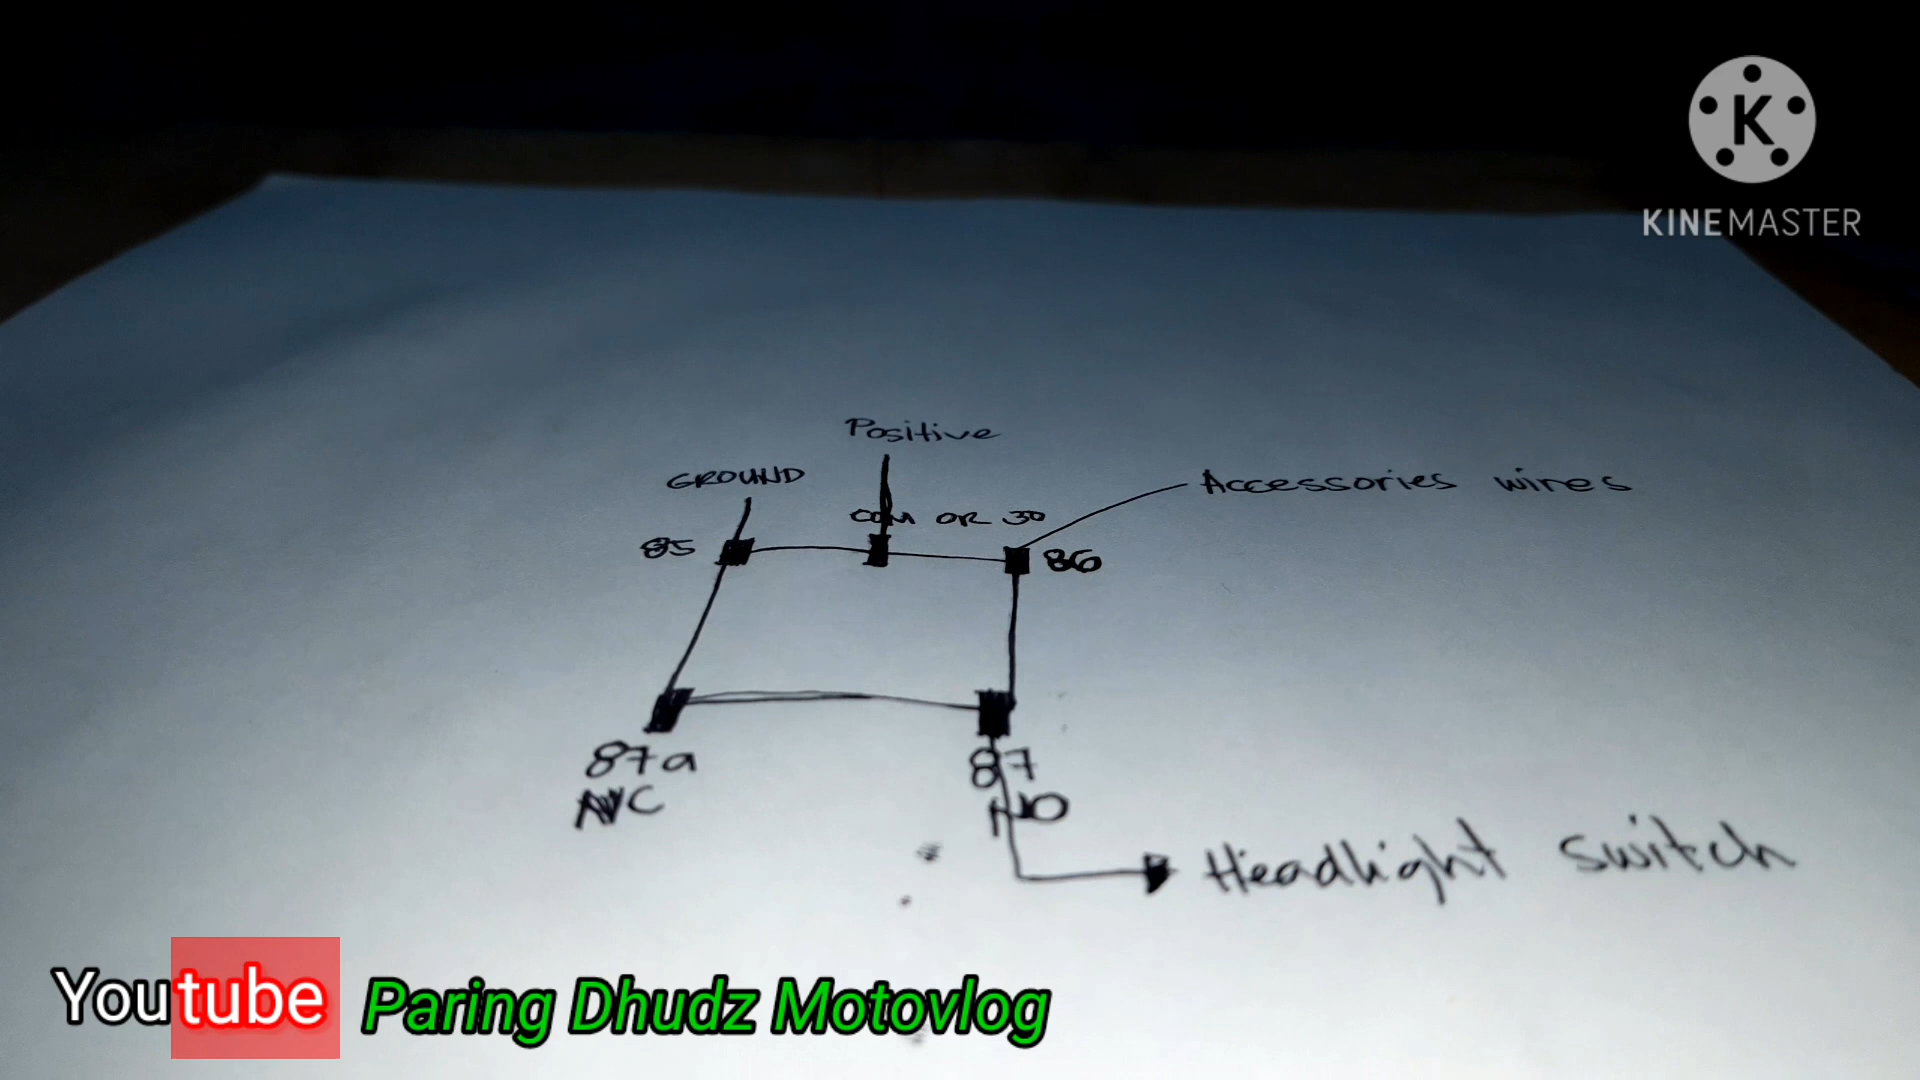 K
KINEMASTER
Positive
GROUND
Accessories wires
COM OR 30
85
86
87a
87
NC
NO
Headlight switch
Youtube Paring Dhudz Motovlog